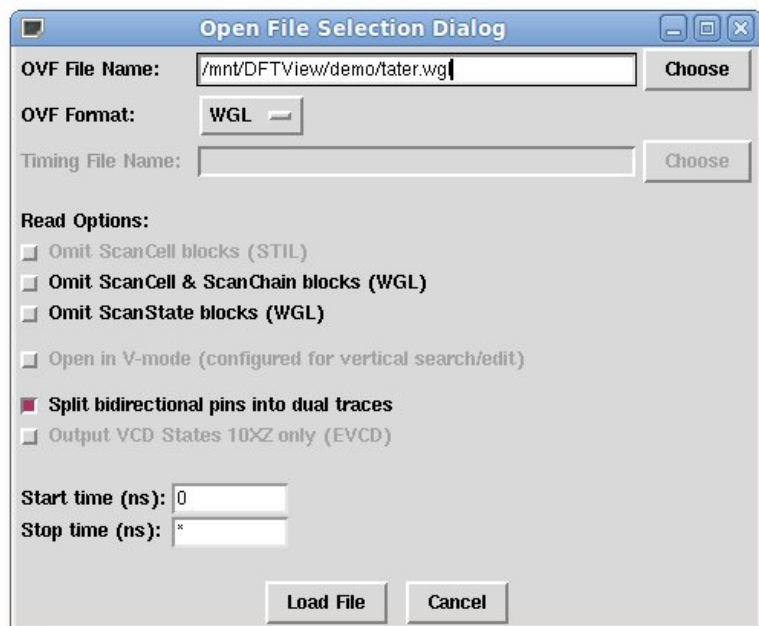 Open File Selection Dialog
OVF File Name: /mnt/DFTView/demo/tater.wgl Choose
OVF Format: WGL
Timing File Name: Choose
Read Options:
Omit ScanCell blocks (STIL)
Omit ScanCell & ScanChain blocks (WGL)
Omit ScanState blocks (WGL)
Open in V-mode (configured for vertical search/edit)
Split bidirectional pins into dual traces
Output VCD States 10XZ only (EVCD)
Start time (ns): 0
Stop time (ns): *
Load File Cancel